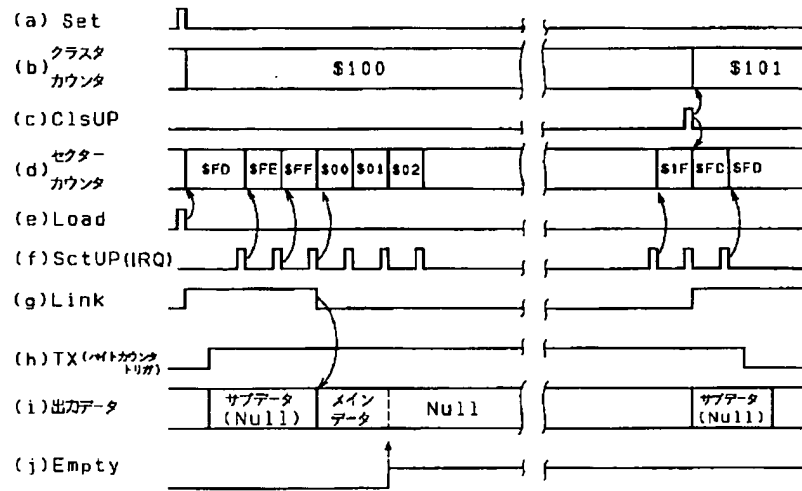 (a) Set
(b) クラスタ カウンタ $100 $101
(c) ClsUP
(d) セクター カウンタ $FD $FE $FF $00 $01 $02 $1F $FC $FD
(e) Load
(f) SctUP(IRQ)
(g) Link
(h) TX (バイトカウンタ トリガ)
(i) 出力データ サブデータ (Null) メイン データ Null サブデータ (Null)
(j) Empty